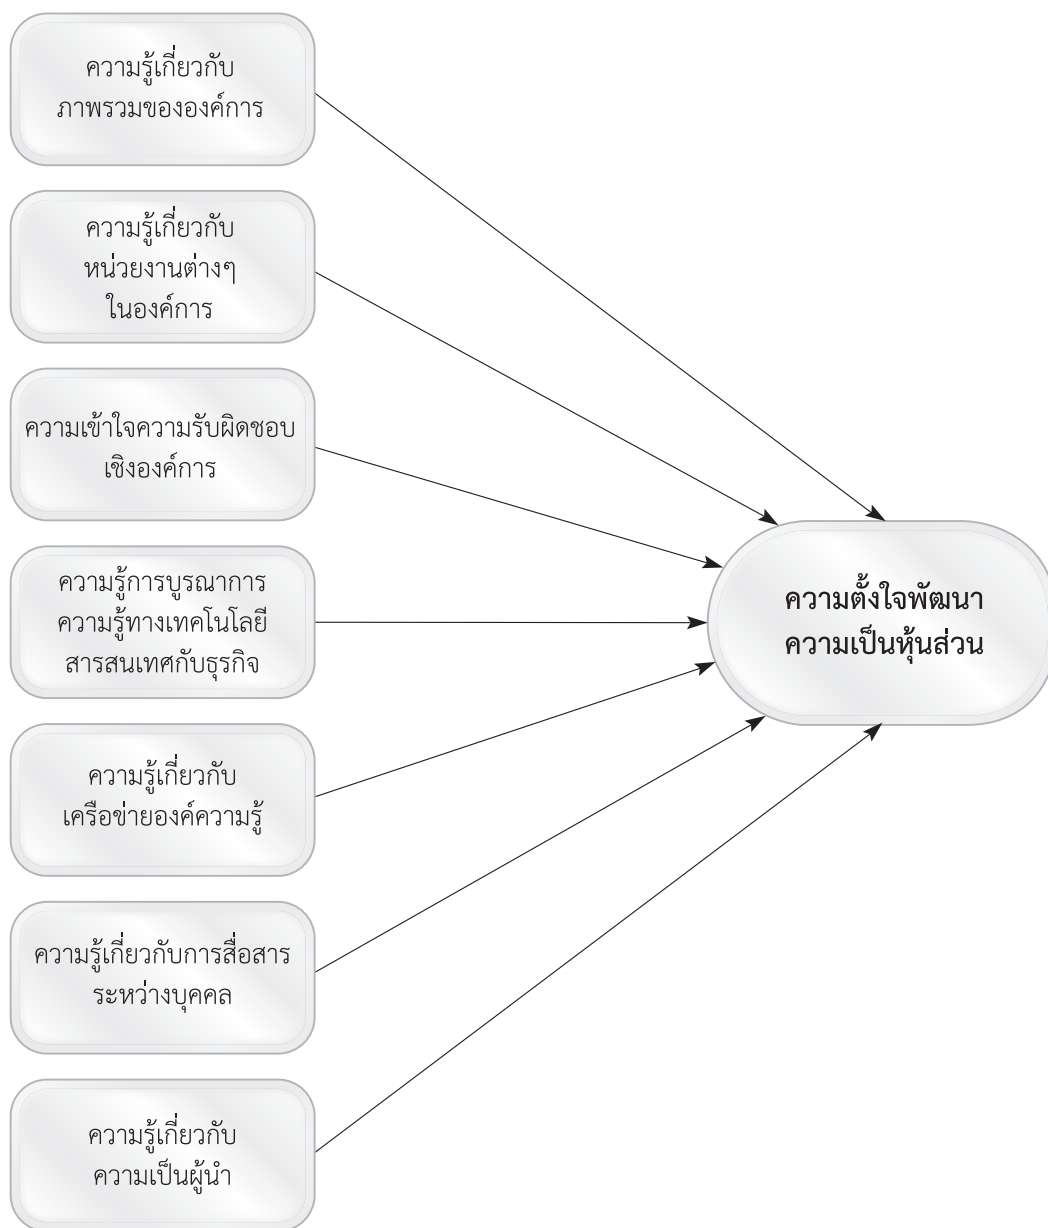 ความรู้เกี่ยวกับ
ภาพรวมขององค์การ
ความรู้เกี่ยวกับ
หน่วยงานต่างๆ
ในองค์การ
ความเข้าใจความรับผิดชอบ
เชิงองค์การ
ความรู้การบูรณาการ
ความรู้ทางเทคโนโลยี
สารสนเทศกับธุรกิจ
ความรู้เกี่ยวกับ
เครือข่ายองค์ความรู้
ความรู้เกี่ยวกับการสื่อสาร
ระหว่างบุคคล
ความรู้เกี่ยวกับ
ความเป็นผู้นำ
ความตั้งใจพัฒนา
ความเป็นหุ้นส่วน